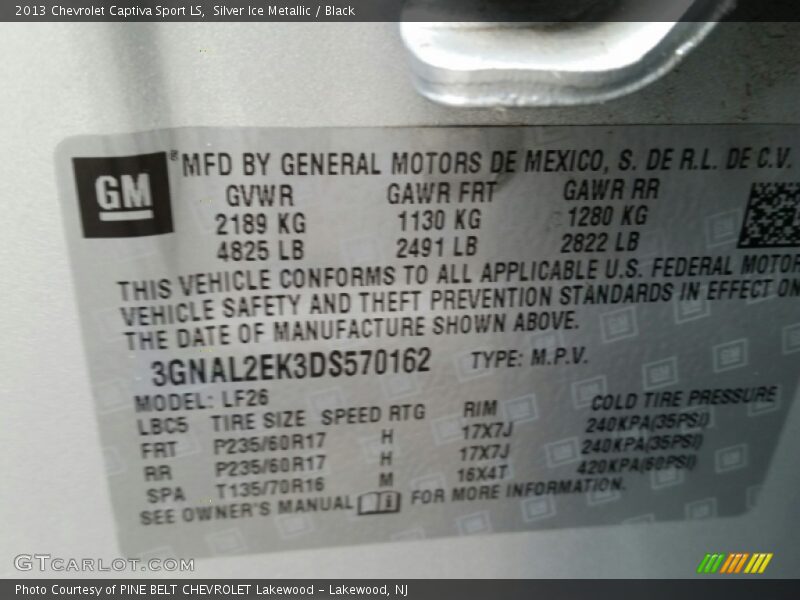 2013 Chevrolet Captiva Sport LS, Silver Ice Metallic / Black
GM
® MFD BY GENERAL MOTORS DE MEXICO, S. DE R.L. DE C.V.
GVWR GAWR FRT GAWR RR
2189 KG 1130 KG 1280 KG
4825 LB 2491 LB 2822 LB
THIS VEHICLE CONFORMS TO ALL APPLICABLE U.S. FEDERAL MOTOR
VEHICLE SAFETY AND THEFT PREVENTION STANDARDS IN EFFECT ON
THE DATE OF MANUFACTURE SHOWN ABOVE.
3GNAL2EK3DS570162 TYPE: M.P.V.
MODEL: LF26
LBC5 TIRE SIZE SPEED RTG RIM COLD TIRE PRESSURE
FRT P235/60R17 H 17X7J 240KPA(35PSI)
RR P235/60R17 H 17X7J 240KPA(35PSI)
SPA T135/70R16 M 16X4T 420KPA(60PSI)
SEE OWNER'S MANUAL FOR MORE INFORMATION.
GTCarlot.com
Photo Courtesy of PINE BELT CHEVROLET Lakewood - Lakewood, NJ